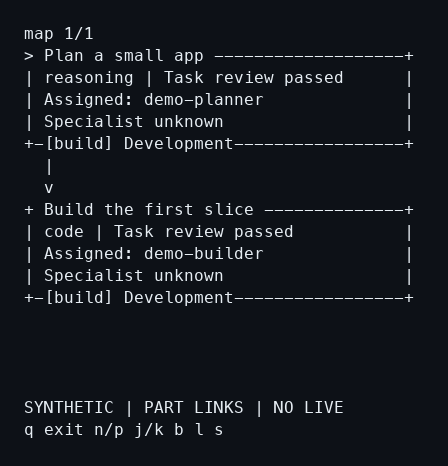 map 1/1
> Plan a small app -------------------+
| reasoning | Task review passed      |
| Assigned: demo-planner              |
| Specialist unknown                  |
+-[build] Development-----------------+
  |
  v
+ Build the first slice --------------+
| code | Task review passed           |
| Assigned: demo-builder              |
| Specialist unknown                  |
+-[build] Development-----------------+
SYNTHETIC | PART LINKS | NO LIVE
q exit n/p j/k b l s